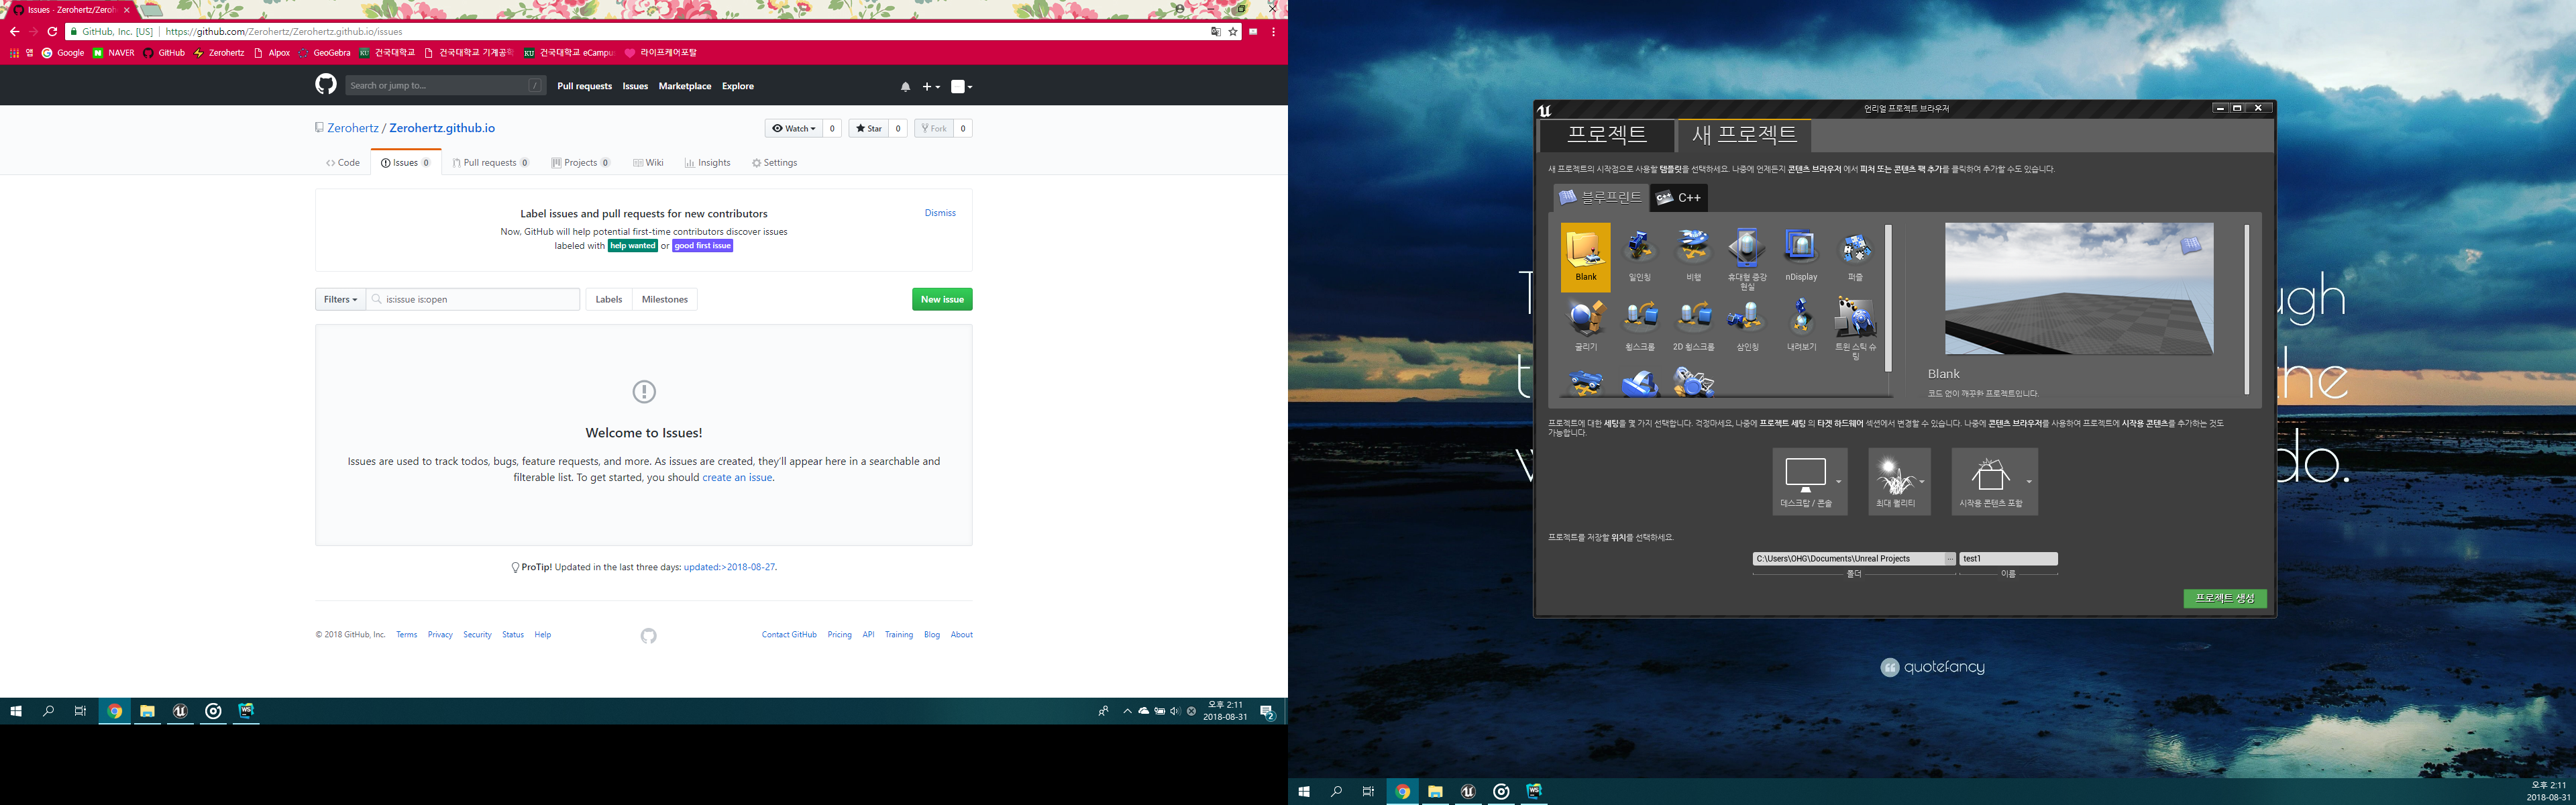 Issues - Zerohertz/Zeroh
GitHub, Inc. [US] | https://github.com/Zerohertz/Zerohertz.github.io/issues
앱 Google NAVER GitHub Zerohertz Alpox GeoGebra 건국대학교 건국대학교 기계공학 건국대학교 eCampu 라이프케어포탈
Search or jump to... / Pull requests Issues Marketplace Explore
Zerohertz / Zerohertz.github.io
Watch 0 Star 0 Fork 0
Code Issues 0 Pull requests 0 Projects 0 Wiki Insights Settings
Label issues and pull requests for new contributors
Dismiss
Now, GitHub will help potential first-time contributors discover issues
labeled with help wanted or good first issue
Filters is:issue is:open Labels Milestones New issue
Welcome to Issues!
Issues are used to track todos, bugs, feature requests, and more. As issues are created, they'll appear here in a searchable and
filterable list. To get started, you should create an issue.
ProTip! Updated in the last three days: updated:>2018-08-27.
© 2018 GitHub, Inc. Terms Privacy Security Status Help Contact GitHub Pricing API Training Blog About
오후 2:11
2018-08-31
2
언리얼 프로젝트 브라우저
프로젝트 새 프로젝트
새 프로젝트의 시작점으로 사용할 템플릿을 선택하세요. 나중에 언제든지 콘텐츠 브라우저 에서 피처 또는 콘텐츠 팩 추가를 클릭하여 추가할 수도 있습니다.
블루프린트 C++
Blank 일인칭 비행 휴대형 증강 현실 nDisplay 퍼즐
굴리기 횡스크롤 2D 횡스크롤 삼인칭 내려보기 트윈 스틱 슈팅
Blank
코드 없이 깨끗한 프로젝트입니다.
프로젝트에 대한 세팅을 몇 가지 선택합니다. 걱정마세요, 나중에 프로젝트 세팅 의 타겟 하드웨어 섹션에서 변경할 수 있습니다. 나중에 콘텐츠 브라우저를 사용하여 프로젝트에 시작용 콘텐츠를 추가하는 것도
가능합니다.
데스크탑 / 콘솔 최대 퀄리티 시작용 콘텐츠 포함
프로젝트를 저장할 위치를 선택하세요.
C:\Users\OHG\Documents\Unreal Projects ... test1
폴더 이름
프로젝트 생성
ugh
he
do.
quotefancy
오후 2:11
2018-08-31